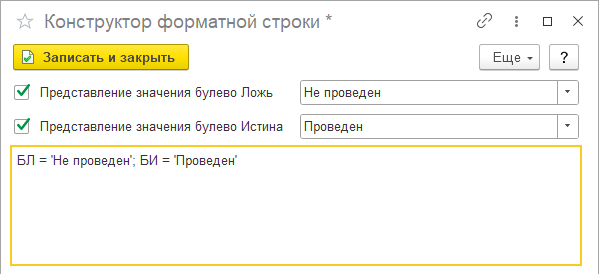 Конструктор форматной строки *
Записать и закрыть
Еще
?
Представление значения булево Ложь
Не проведен
Представление значения булево Истина
Проведен
БЛ = 'Не проведен'; БИ = 'Проведен'